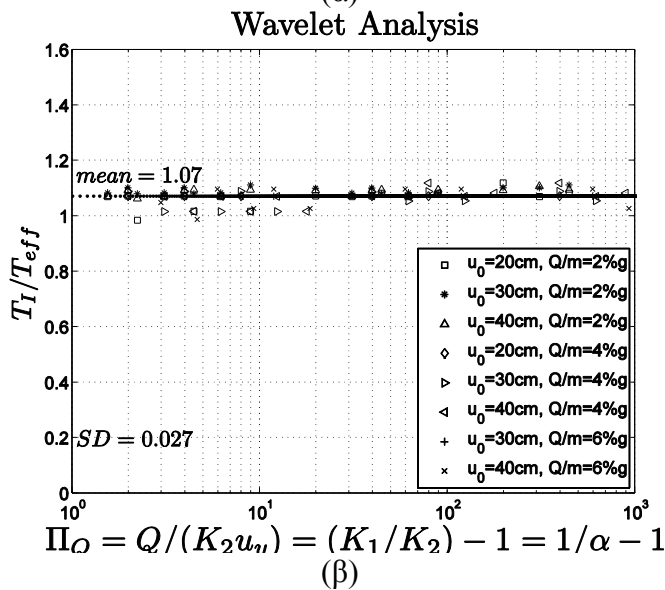 Wavelet Analysis
1.6
1.4
1.2
1
0.8
0.6
0.4
0.2
0
T_I/T_eff
mean = 1.07
SD = 0.027
u_0=20cm, Q/m=2%g
u_0=30cm, Q/m=2%g
u_0=40cm, Q/m=2%g
u_0=20cm, Q/m=4%g
u_0=30cm, Q/m=4%g
u_0=40cm, Q/m=4%g
u_0=30cm, Q/m=6%g
u_0=40cm, Q/m=6%g
10^0 10^1 10^2 10^3
Π_Q = Q/(K_2u_y) = (K_1/K_2) − 1 = 1/α − 1
(β)